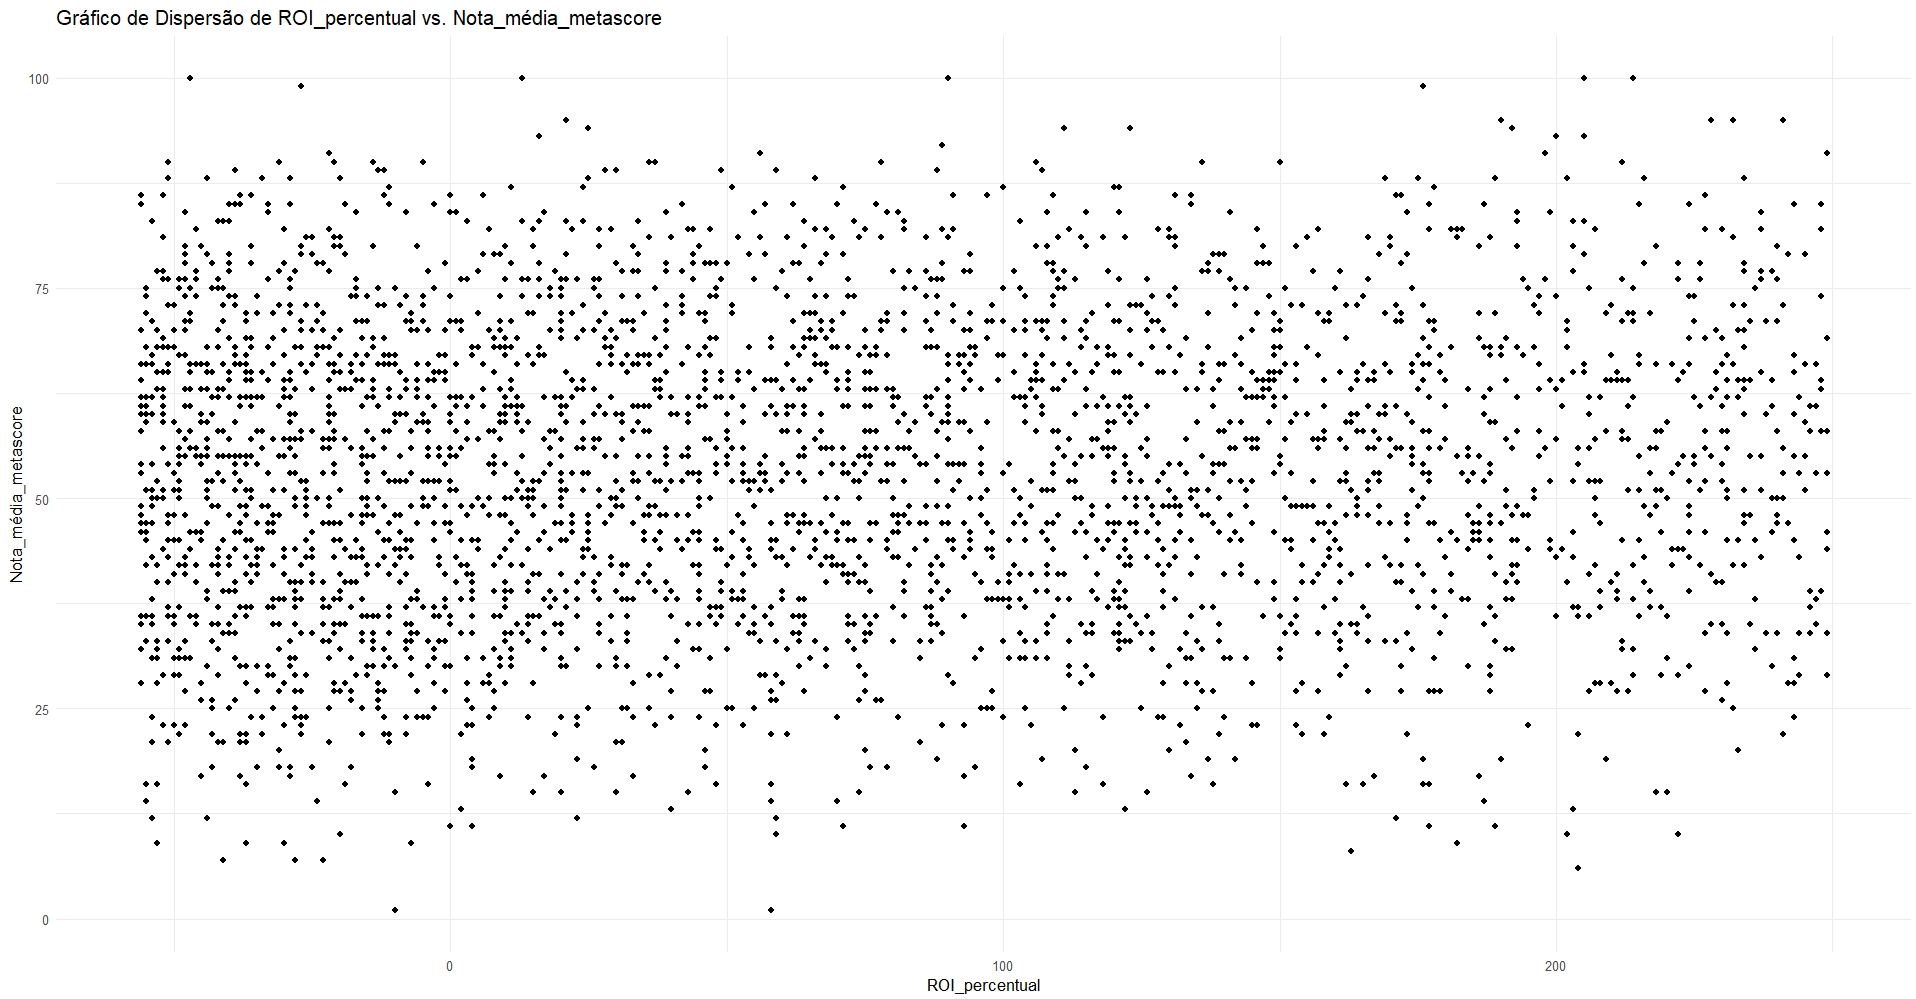 Gráfico de Dispersão de ROI_percentual vs. Nota_média_metascore
100
75
50
25
0
Nota_média_metascore
0
100
200
ROI_percentual